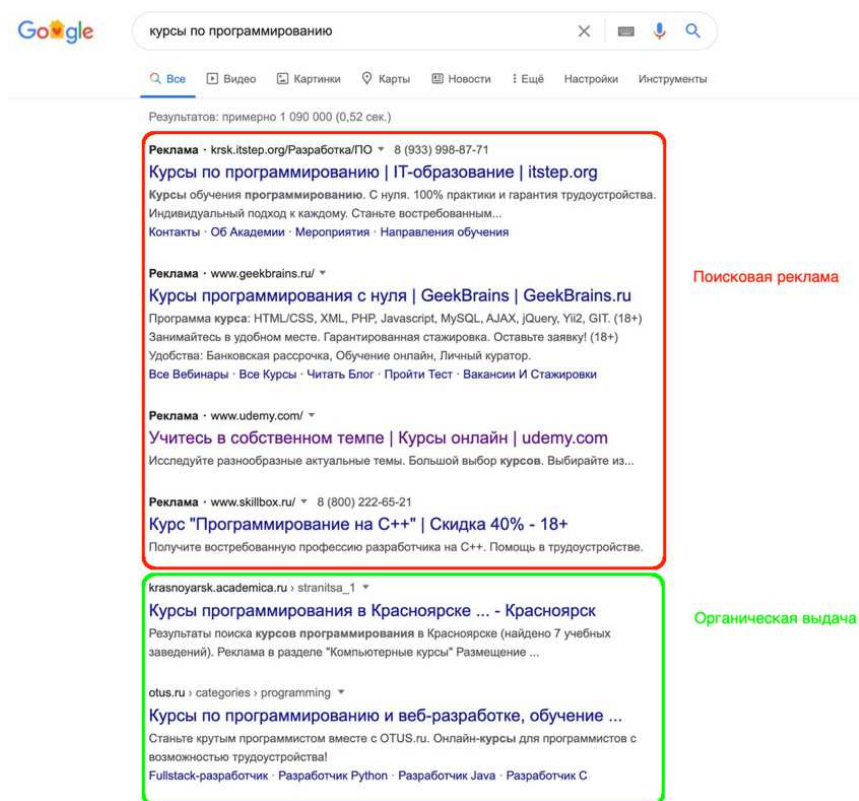 Google
курсы по программированию
Все Видео Картинки Карты Новости Ещё Настройки Инструменты
Результатов: примерно 1 090 000 (0,52 сек.)
Реклама · krsk.itstep.org/Разработка/ПО 8 (933) 998-87-71
Курсы по программированию | IT-образование | itstep.org
Курсы обучения программированию. С нуля. 100% практики и гарантия трудоустройства.
Индивидуальный подход к каждому. Станьте востребованным...
Контакты · Об Академии · Мероприятия · Направления обучения
Реклама · www.geekbrains.ru/
Поисковая реклама
Курсы программирования с нуля | GeekBrains | GeekBrains.ru
Программа курса: HTML/CSS, XML, PHP, Javascript, MySQL, AJAX, jQuery, Yii2, GIT. (18+)
Занимайтесь в удобном месте. Гарантированная стажировка. Оставьте заявку! (18+)
Удобства: Банковская рассрочка, Обучение онлайн, Личный куратор.
Все Вебинары · Все Курсы · Читать Блог · Пройти Тест · Вакансии И Стажировки
Реклама · www.udemy.com/
Учитесь в собственном темпе | Курсы онлайн | udemy.com
Исследуйте разнообразные актуальные темы. Большой выбор курсов. Выбирайте из...
Реклама · www.skillbox.ru/ 8 (800) 222-65-21
Курс "Программирование на C++" | Скидка 40% - 18+
Получите востребованную профессию разработчика на C++. Помощь в трудоустройстве.
krasnoyarsk.academica.ru › stranitsa_1
Курсы программирования в Красноярске ... - Красноярск
Органическая выдача
Результаты поиска курсов программирования в Красноярске (найдено 7 учебных
заведений). Реклама в разделе "Компьютерные курсы" Размещение ...
otus.ru › categories › programming
Курсы по программированию и веб-разработке, обучение ...
Станьте крутым программистом вместе с OTUS.ru. Онлайн-курсы для программистов с
возможностью трудоустройства!
Fullstack-разработчик · Разработчик Python · Разработчик Java · Разработчик C